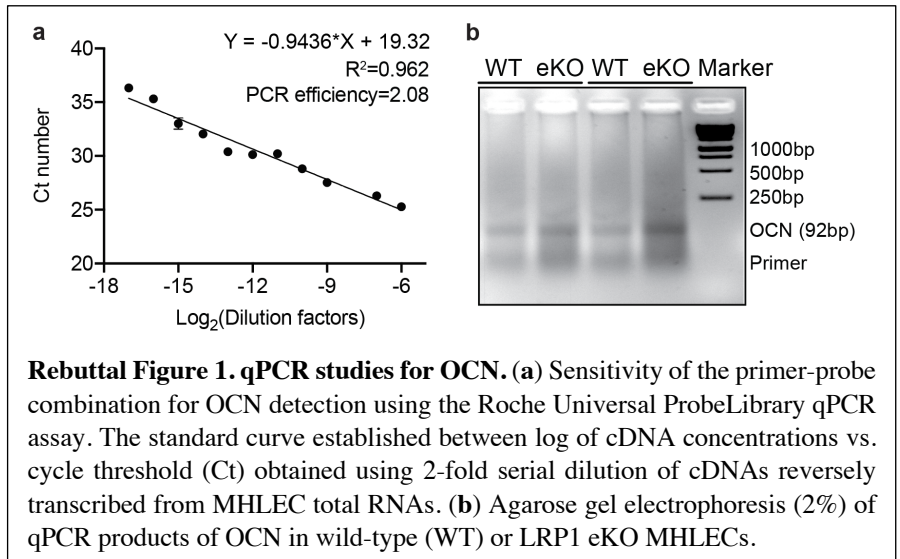 a
Y = -0.9436*X + 19.32
R²=0.962
PCR efficiency=2.08
40
35
30
25
20
Ct number
-18
-15
-12
-9
-6
Log₂(Dilution factors)
b
WT eKO WT eKO Marker
1000bp
500bp
250bp
OCN (92bp)
Primer
Rebuttal Figure 1. qPCR studies for OCN. (a) Sensitivity of the primer-probe
combination for OCN detection using the Roche Universal ProbeLibrary qPCR
assay. The standard curve established between log of cDNA concentrations vs.
cycle threshold (Ct) obtained using 2-fold serial dilution of cDNAs reversely
transcribed from MHLEC total RNAs. (b) Agarose gel electrophoresis (2%) of
qPCR products of OCN in wild-type (WT) or LRP1 eKO MHLECs.